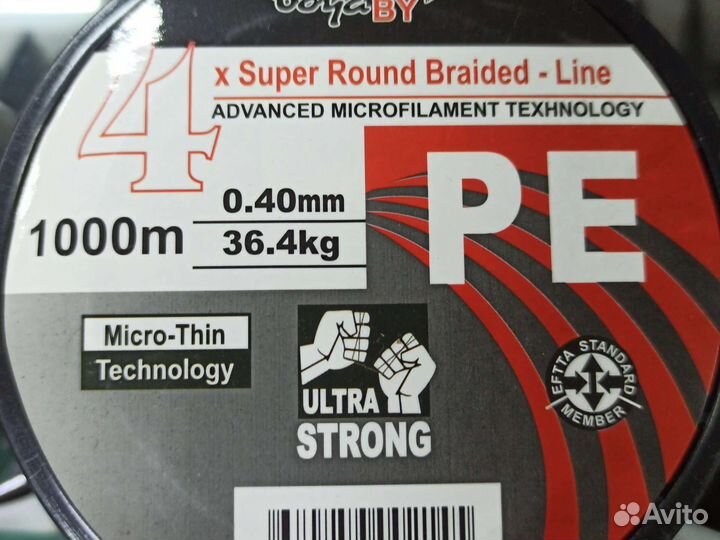 BY
4 x Super Round Braided - Line
ADVANCED MICROFILAMENT TEXHNOLOGY
PE
1000m
0.40mm
36.4kg
Micro-Thin
Technology
ULTRA
STRONG
EFTTA STANDARD
MEMBER
Avito